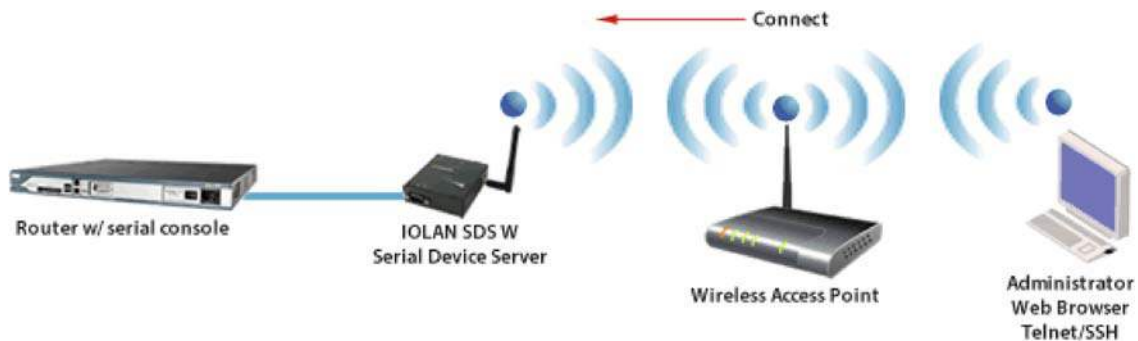 Connect
Router w/ serial console
IOLAN SDS W
Serial Device Server
Wireless Access Point
Administrator
Web Browser
Telnet/SSH